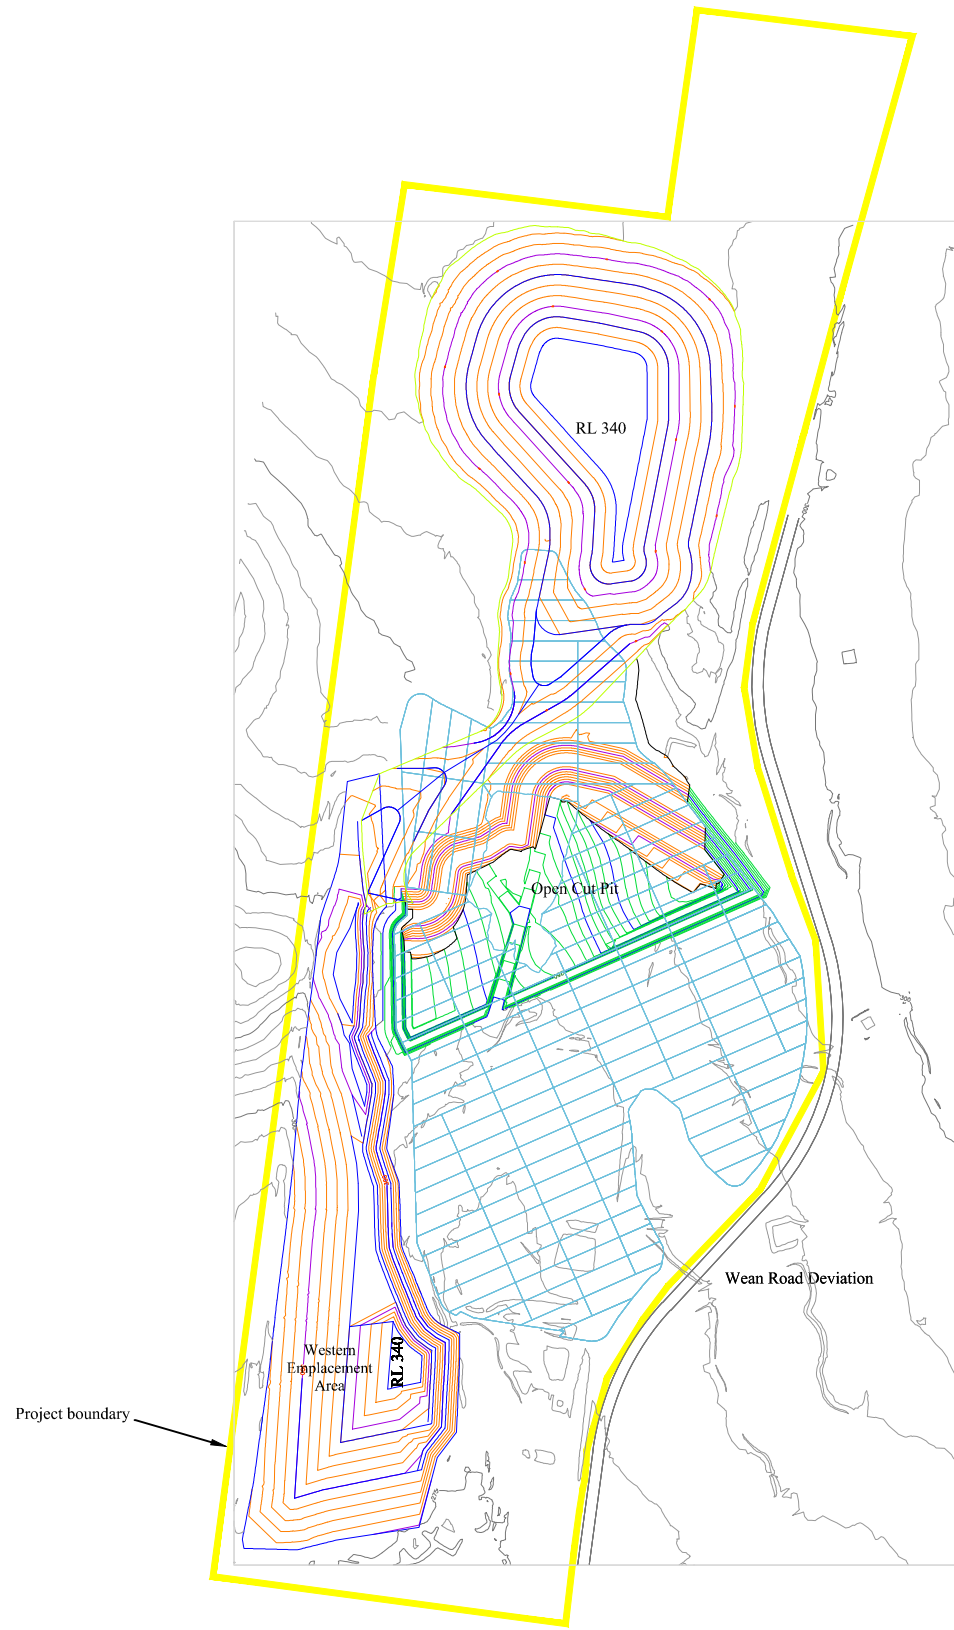 RL 340
Open Cut Pit
Wean Road Deviation
Western
Emplacement
Area
RL 340
Project boundary